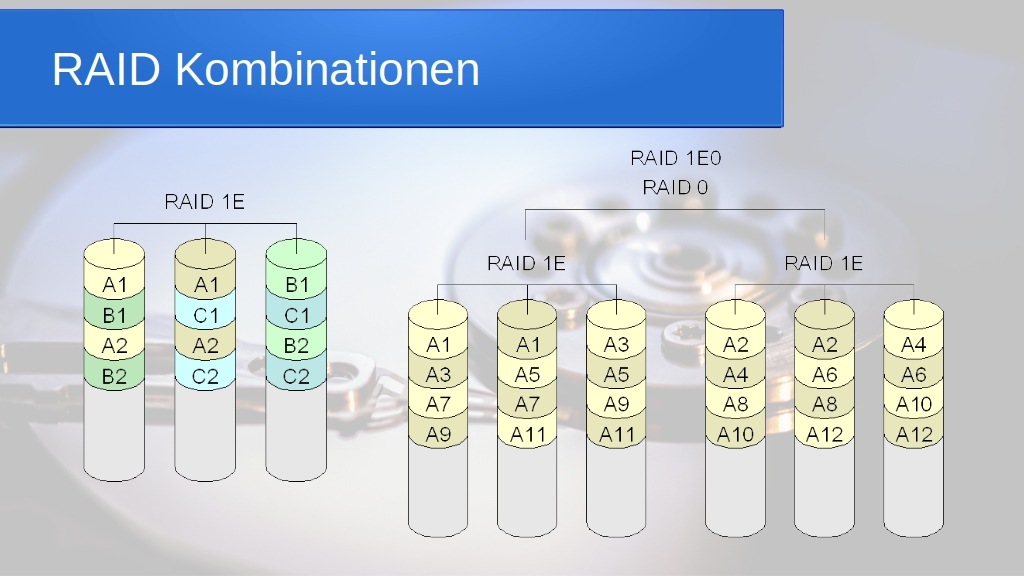 RAID Kombinationen
RAID 1E
A1 A1 B1
B1 C1 C1
A2 A2 B2
B2 C2 C2
RAID 1E0
RAID 0
RAID 1E RAID 1E
A1 A1 A3 A2 A2 A4
A3 A5 A5 A4 A6 A6
A7 A7 A9 A8 A8 A10
A9 A11 A11 A10 A12 A12